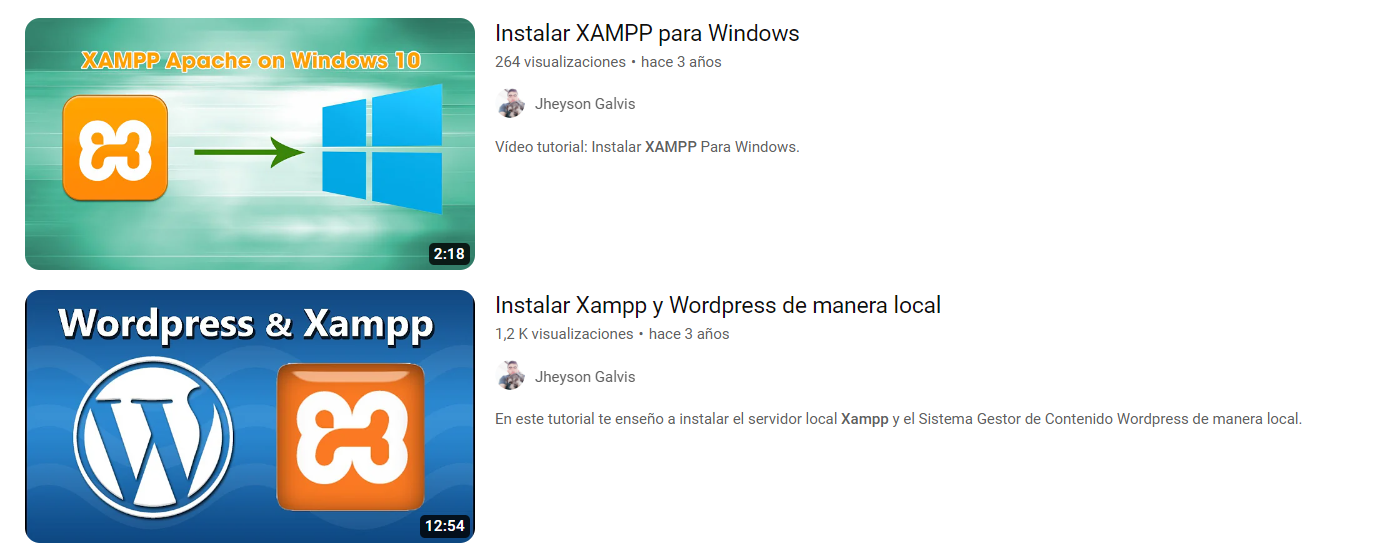 XAMPP Apache on Windows 10
2:18
Instalar XAMPP para Windows
264 visualizaciones • hace 3 años
Jheyson Galvis
Vídeo tutorial: Instalar XAMPP Para Windows.
Wordpress & Xampp
12:54
Instalar Xampp y Wordpress de manera local
1,2 K visualizaciones • hace 3 años
Jheyson Galvis
En este tutorial te enseño a instalar el servidor local Xampp y el Sistema Gestor de Contenido Wordpress de manera local.